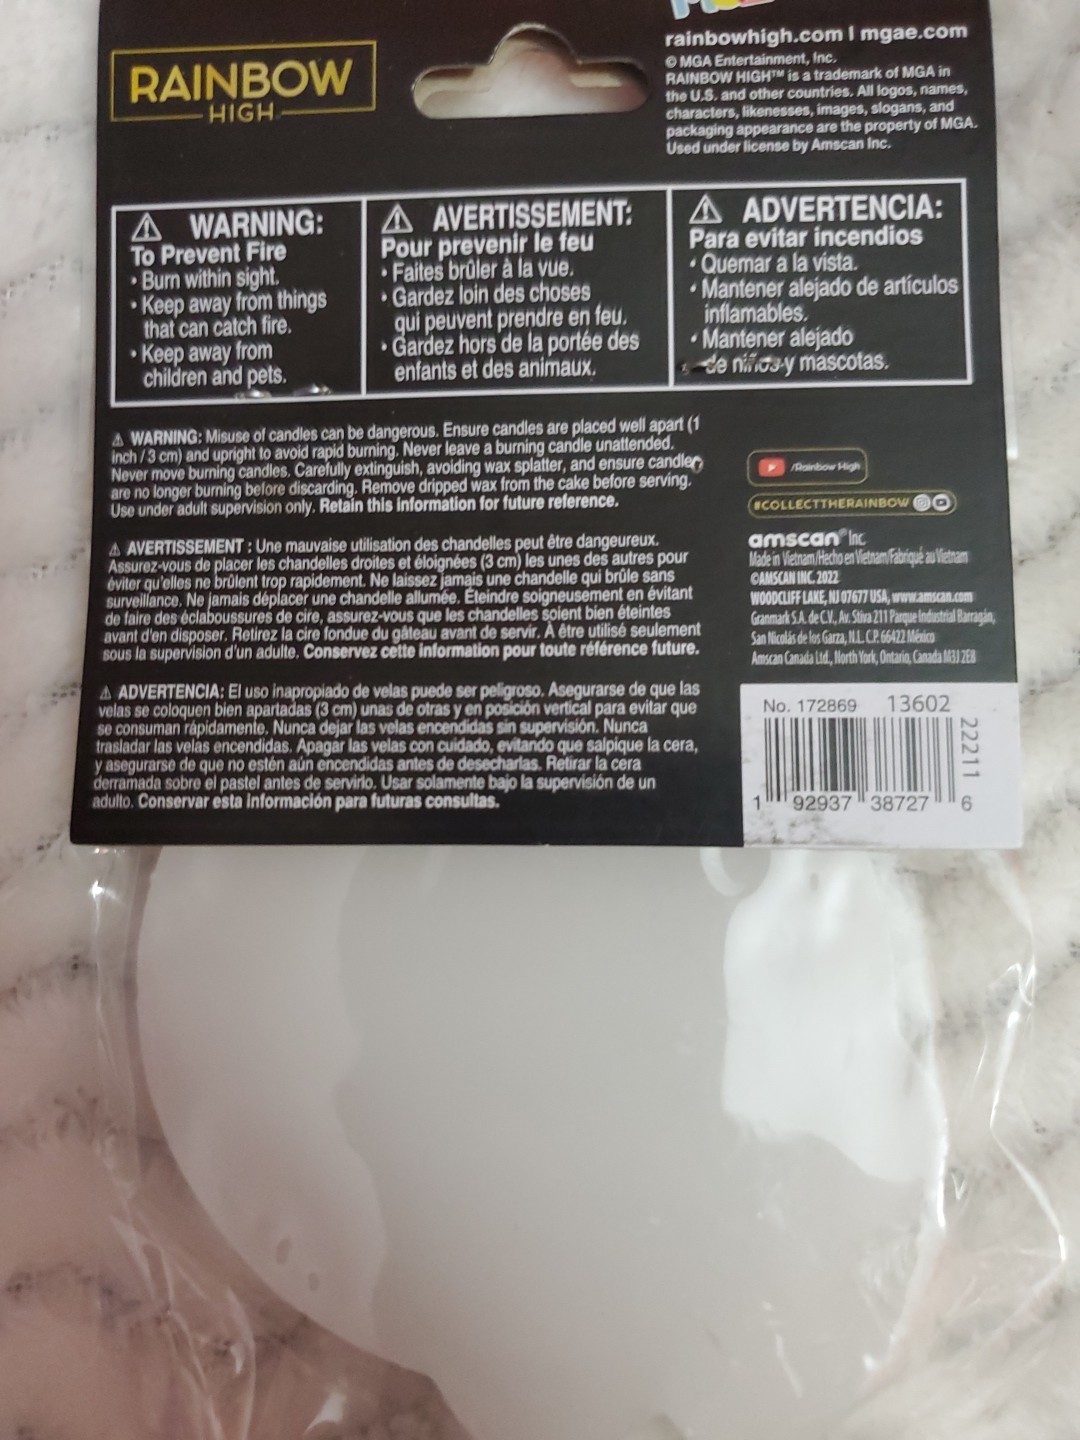 RAINBOW
HIGH
rainbowhigh.com I mgae.com
© MGA Entertainment, Inc.
RAINBOW HIGH™ is a trademark of MGA in
the U.S. and other countries. All logos, names,
characters, likenesses, images, slogans, and
packaging appearance are the property of MGA.
Used under license by Amscan Inc.
⚠ WARNING:
To Prevent Fire
• Burn within sight.
• Keep away from things
that can catch fire.
• Keep away from
children and pets.
⚠ AVERTISSEMENT:
Pour prevenir le feu
• Faites brûler à la vue.
• Gardez loin des choses
qui peuvent prendre en feu.
• Gardez hors de la portée des
enfants et des animaux.
⚠ ADVERTENCIA:
Para evitar incendios
• Quemar a la vista.
• Mantener alejado de artículos
inflamables.
• Mantener alejado
de niños y mascotas.
⚠ WARNING: Misuse of candles can be dangerous. Ensure candles are placed well apart (1
inch / 3 cm) and upright to avoid rapid burning. Never leave a burning candle unattended.
Never move burning candles. Carefully extinguish, avoiding wax splatter, and ensure candles
are no longer burning before discarding. Remove dripped wax from the cake before serving.
Use under adult supervision only. Retain this information for future reference.
⚠ AVERTISSEMENT : Une mauvaise utilisation des chandelles peut être dangeureux.
Assurez-vous de placer les chandelles droites et éloignées (3 cm) les unes des autres pour
éviter qu'elles ne brûlent trop rapidement. Ne laissez jamais une chandelle qui brûle sans
surveillance. Ne jamais déplacer une chandelle allumée. Éteindre soigneusement en évitant
de faire des éclaboussures de cire, assurez-vous que les chandelles soient bien éteintes
avant d'en disposer. Retirez la cire fondue du gâteau avant de servir. À être utilisé seulement
sous la supervision d'un adulte. Conservez cette information pour toute référence future.
⚠ ADVERTENCIA: El uso inapropiado de velas puede ser peligroso. Asegurarse de que las
velas se coloquen bien apartadas (3 cm) unas de otras y en posición vertical para evitar que
se consuman rápidamente. Nunca dejar las velas encendidas sin supervisión. Nunca
trasladar las velas encendidas. Apagar las velas con cuidado, evitando que salpique la cera,
y asegurarse de que no estén aún encendidas antes de desecharlas. Retirar la cera
derramada sobre el pastel antes de servirlo. Usar solamente bajo la supervisión de un
adulto. Conservar esta información para futuras consultas.
/Rainbow High
#COLLECTTHERAINBOW
amscan® Inc.
Made in Vietnam/Hecho en Vietnam/Fabriqué au Vietnam
©AMSCAN INC. 2022
WOODCLIFF LAKE, NJ 07677 USA, www.amscan.com
Granmark S.A. de C.V., Av. Stiva 211 Parque Industrial Barragán,
San Nicolás de los Garza, N.L. C.P. 66422 México
Amscan Canada Ltd., North York, Ontario, Canada M3J 2E8
No. 172869 13602
22211
1 92937 38727 6